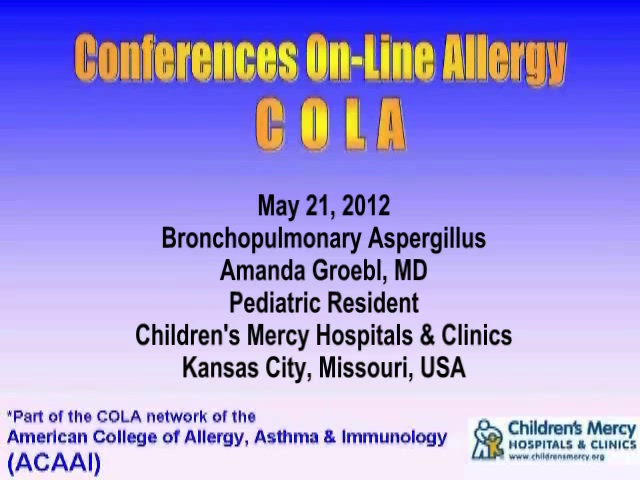 Conferences On-Line Allergy
C O L A
May 21, 2012
Bronchopulmonary Aspergillus
Amanda Groebl, MD
Pediatric Resident
Children's Mercy Hospitals & Clinics
Kansas City, Missouri, USA
*Part of the COLA network of the
American College of Allergy, Asthma & Immunology
(ACAAI)
Children's Mercy
HOSPITALS & CLINICS
www.childrensmercy.org